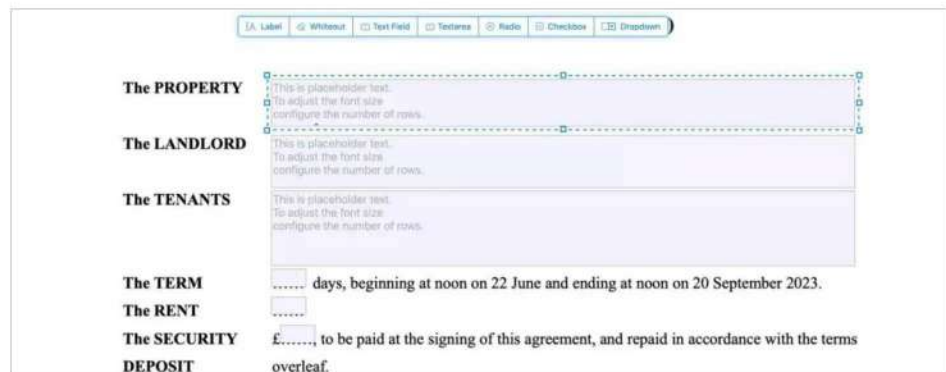 Label Whiteout Text Field Textarea Radio Checkbox Dropdown
The PROPERTY
This is placeholder text.
To adjust the font size
configure the number of rows.
The LANDLORD
This is placeholder text.
To adjust the font size
configure the number of rows.
The TENANTS
This is placeholder text.
To adjust the font size
configure the number of rows.
The TERM ...... days, beginning at noon on 22 June and ending at noon on 20 September 2023.
The RENT ......
The SECURITY £......, to be paid at the signing of this agreement, and repaid in accordance with the terms
DEPOSIT overleaf.